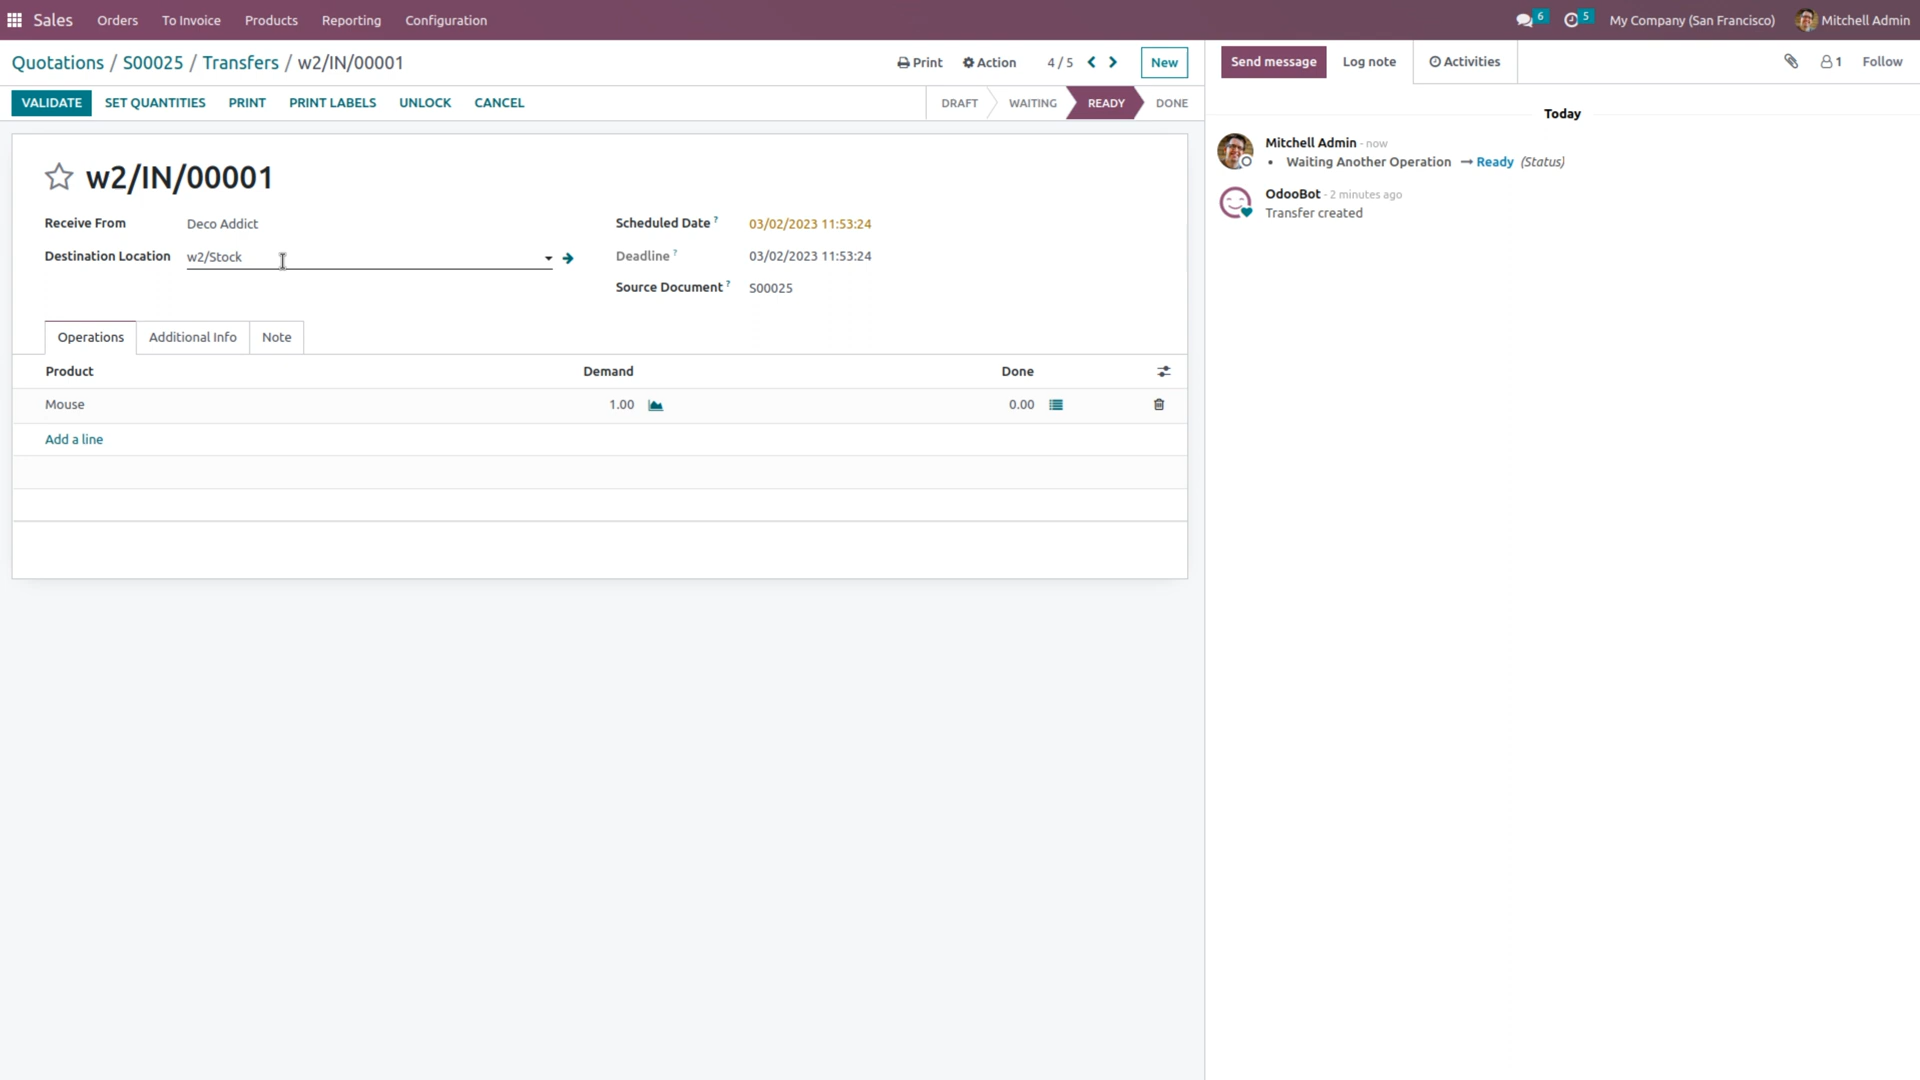 Sales Orders To Invoice Products Reporting Configuration 6 5 My Company (San Francisco) Mitchell Admin
Quotations / S00025 / Transfers / w2/IN/00001 Print Action 4 / 5 New
Send message Log note Activities 1 Follow
VALIDATE SET QUANTITIES PRINT PRINT LABELS UNLOCK CANCEL DRAFT WAITING READY DONE
w2/IN/00001
Receive From Deco Addict
Destination Location w2/Stock
Scheduled Date ? 03/02/2023 11:53:24
Deadline ? 03/02/2023 11:53:24
Source Document ? S00025
Operations Additional Info Note
Product Demand Done
Mouse 1.00 0.00
Add a line
Today
Mitchell Admin - now
• Waiting Another Operation → Ready (Status)
OdooBot - 2 minutes ago
Transfer created